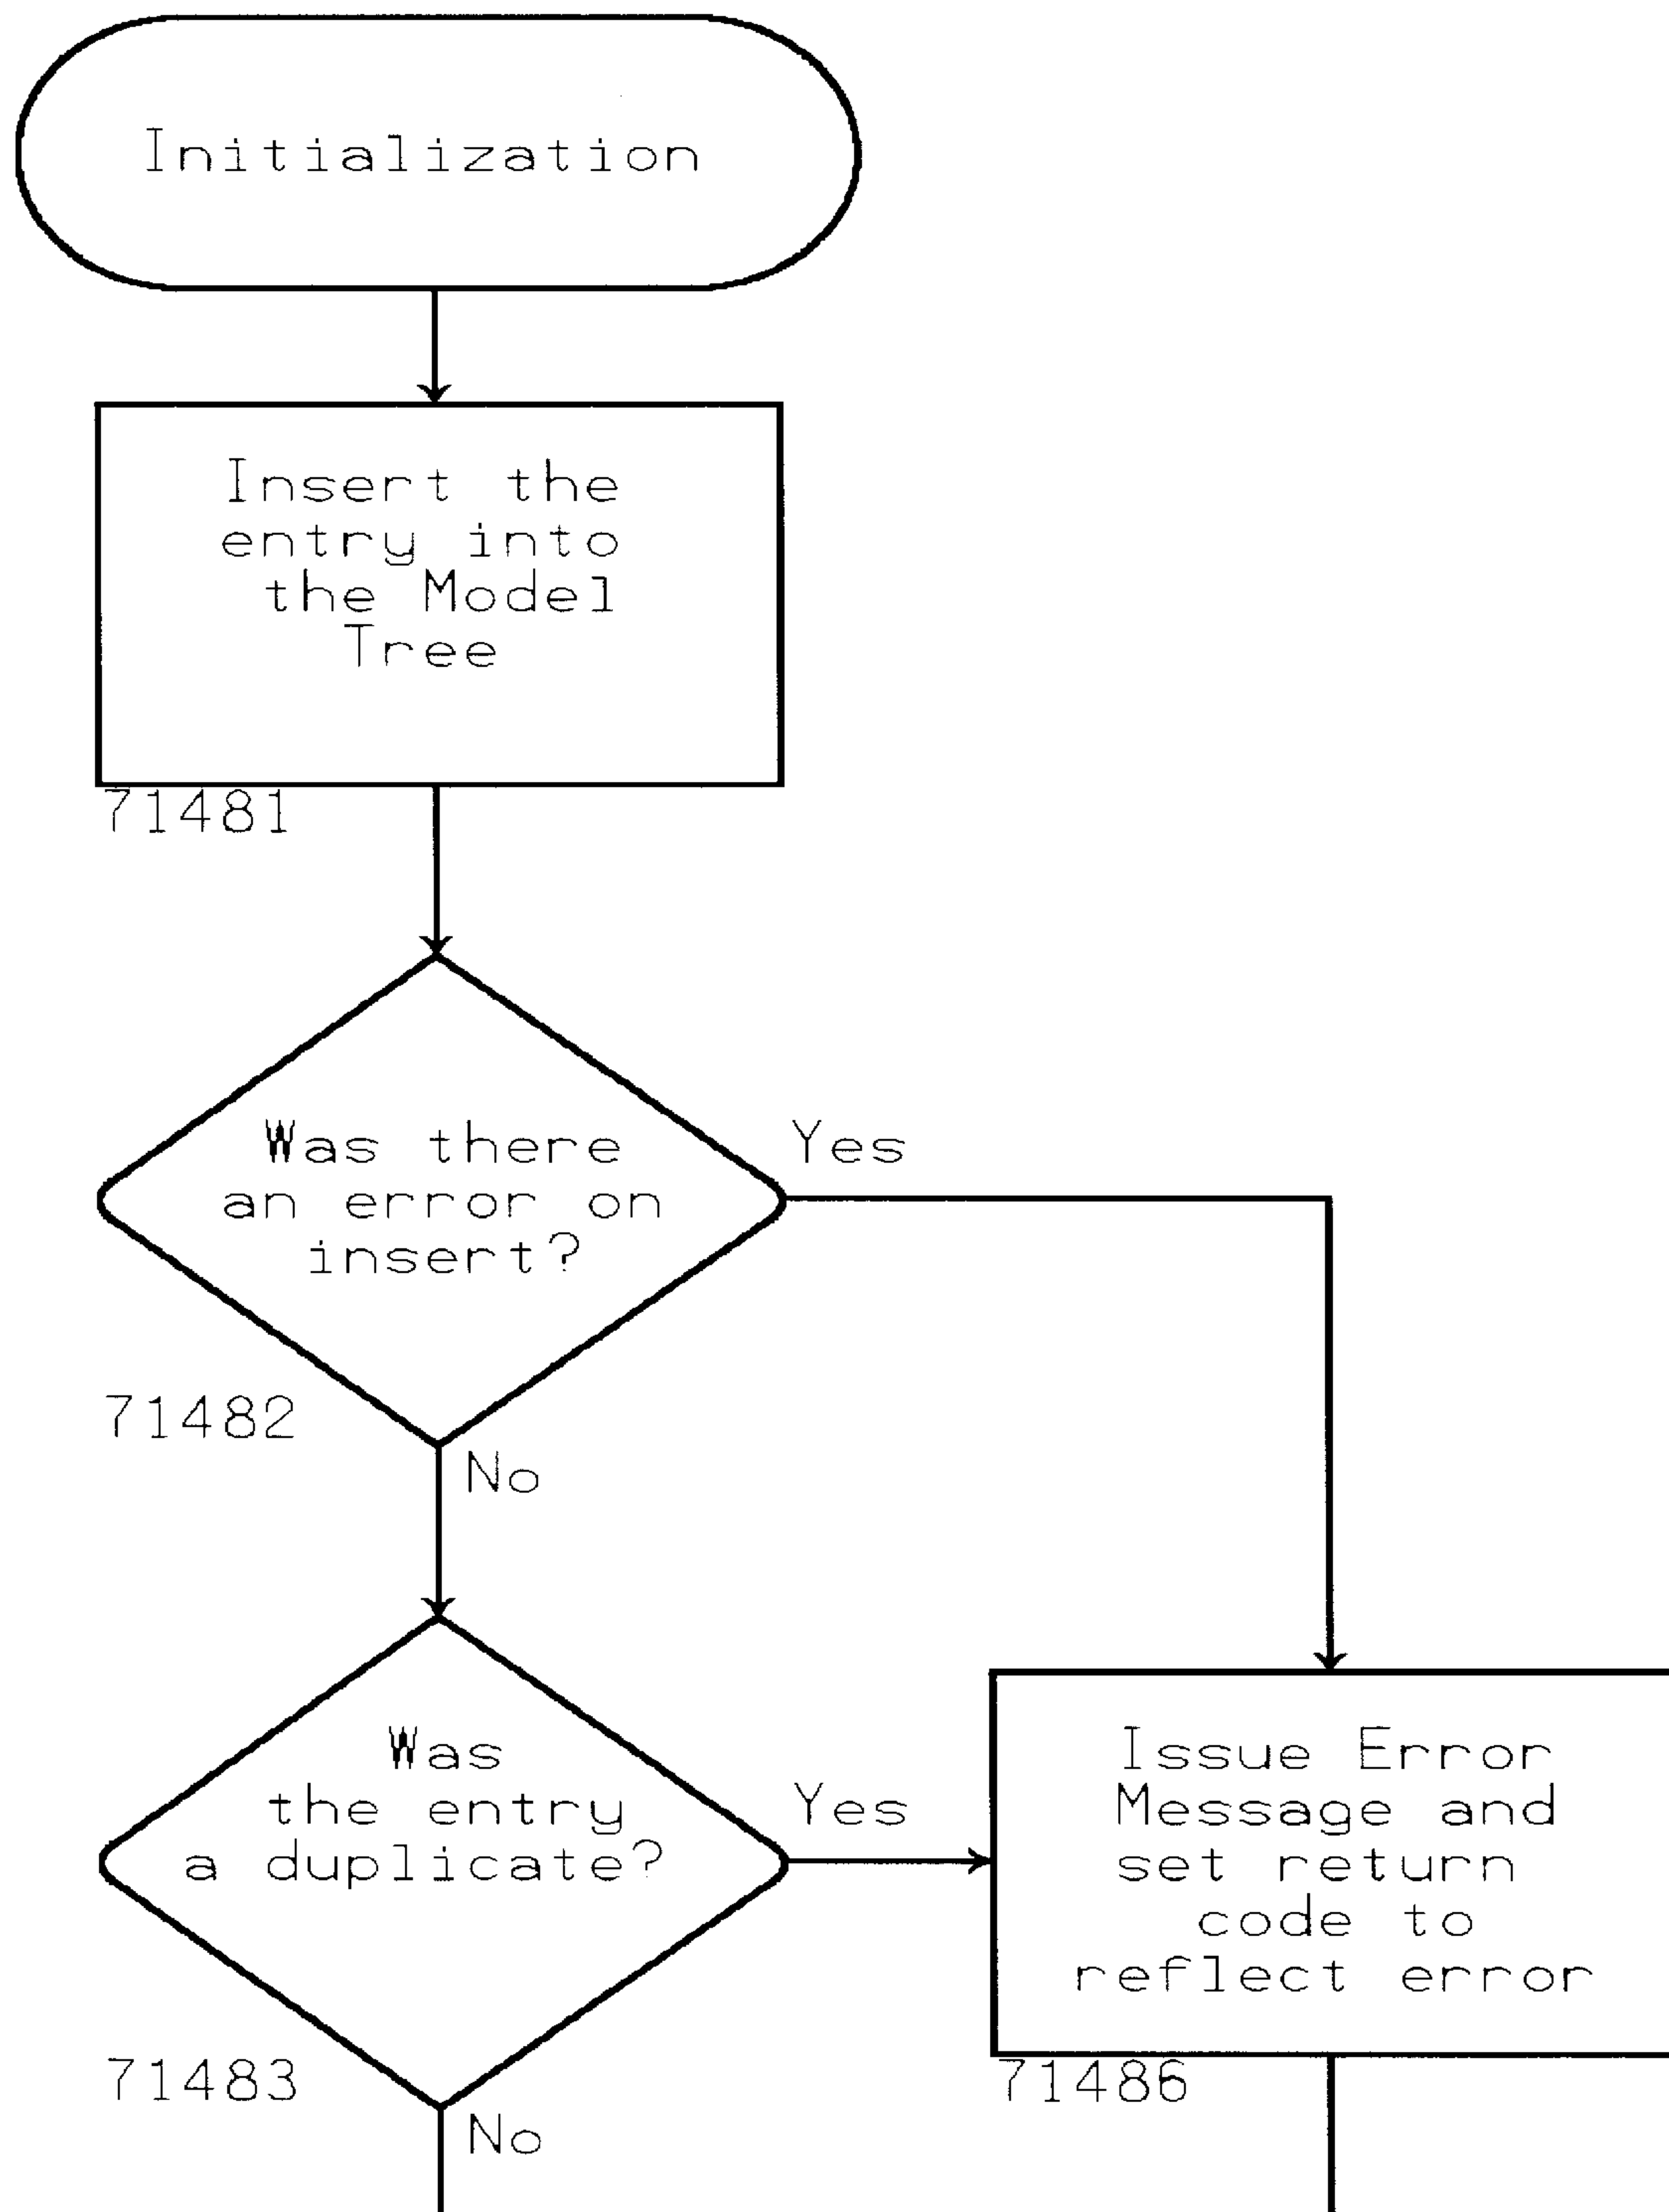 Initialization
Insert the
entry into
the Model
Tree
71481
Was there
an error on
insert?
Yes
71482
No
Was
the entry
a duplicate?
Yes
71483
No
Issue Error
Message and
set return
code to
reflect error
71486